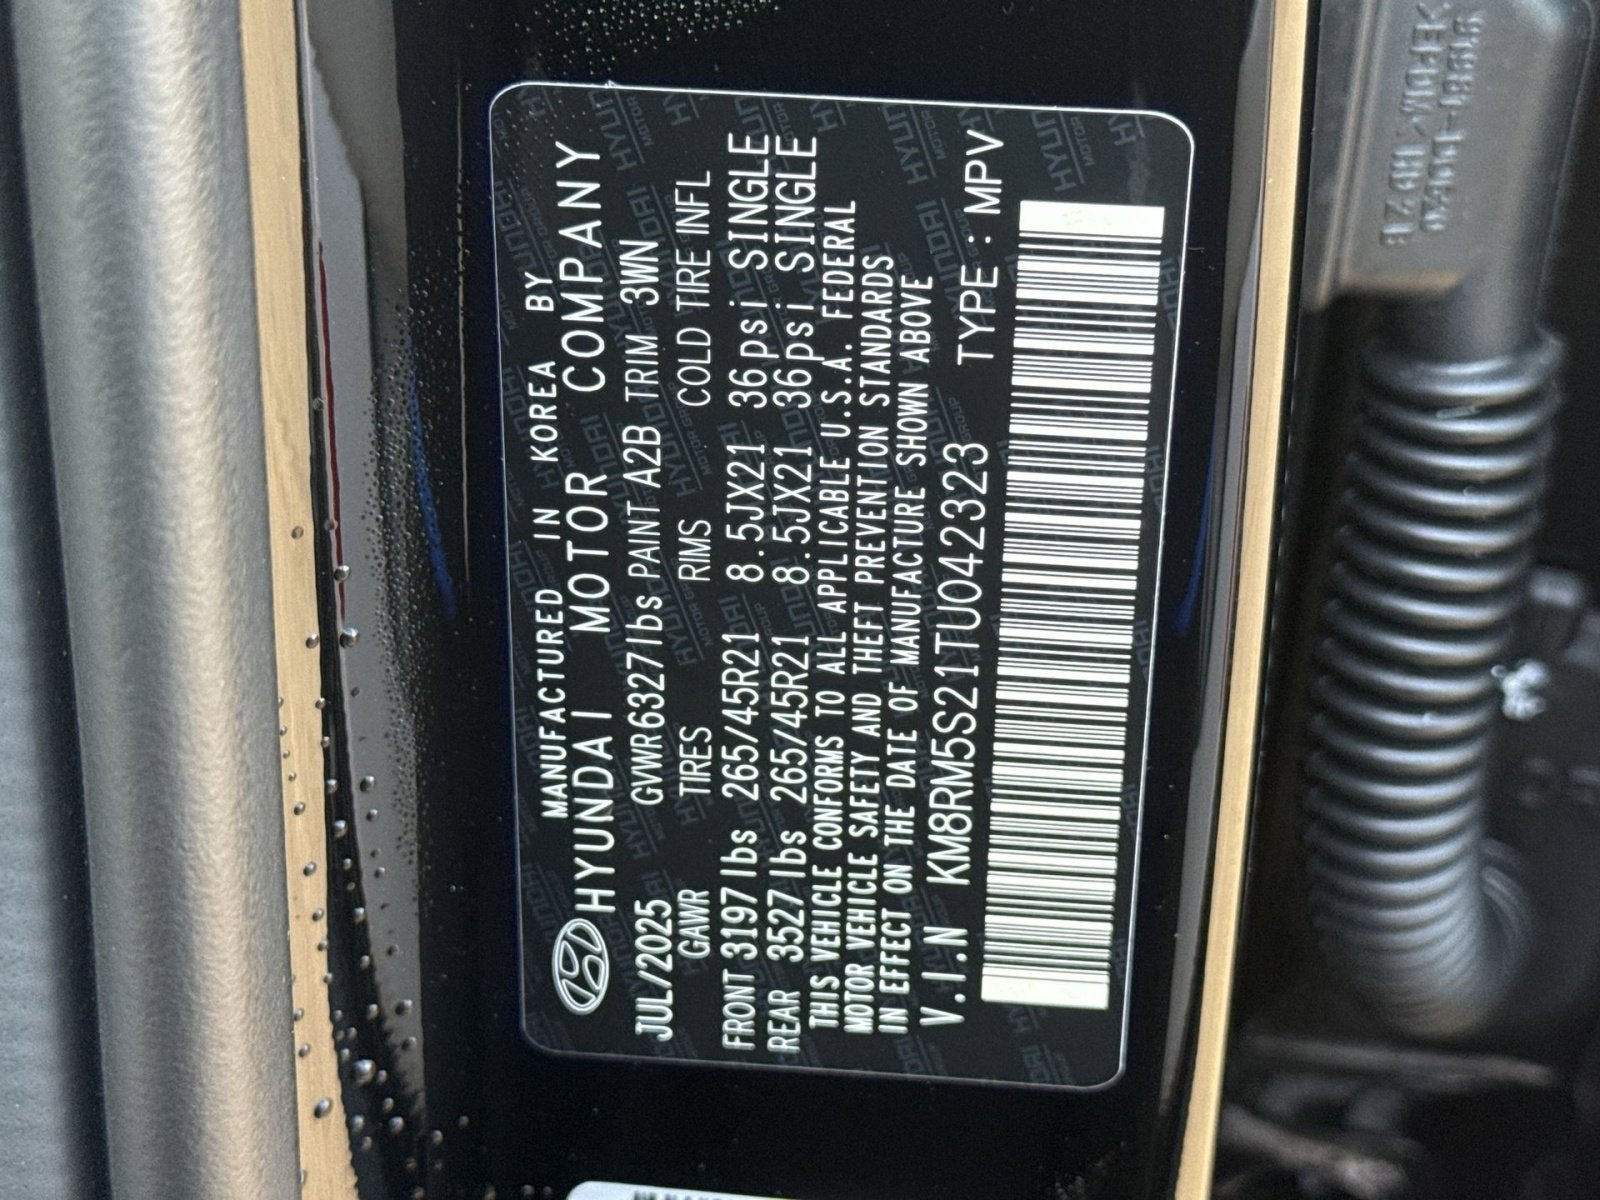 MANUFACTURED IN KOREA BY
HYUNDAI MOTOR COMPANY
JUL/2025 GVWR6327lbs PAINT A2B TRIM 3WN
GAWR TIRES RIMS COLD TIRE INFL
FRONT 3197lbs 265/45R21 8.5JX21 36psi SINGLE
REAR 3527lbs 265/45R21 8.5JX21 36psi SINGLE
THIS VEHICLE CONFORMS TO ALL APPLICABLE U.S.A. FEDERAL
MOTOR VEHICLE SAFETY AND THEFT PREVENTION STANDARDS
IN EFFECT ON THE DATE OF MANUFACTURE SHOWN ABOVE
V.I.N KM8RM5S21TU042323 TYPE : MPV